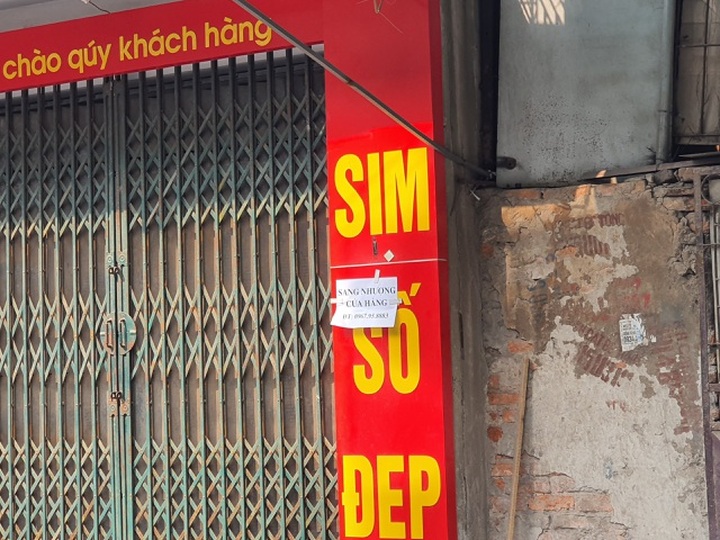 chào quý khách hàng
SIM
SANG NHƯỢNG
CỬA HÀNG
SỐ
ĐẸP